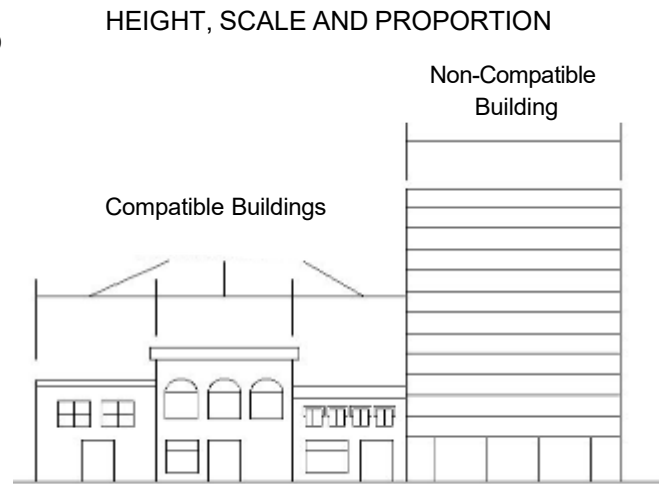 HEIGHT, SCALE AND PROPORTION
Non-Compatible
Building
Compatible Buildings